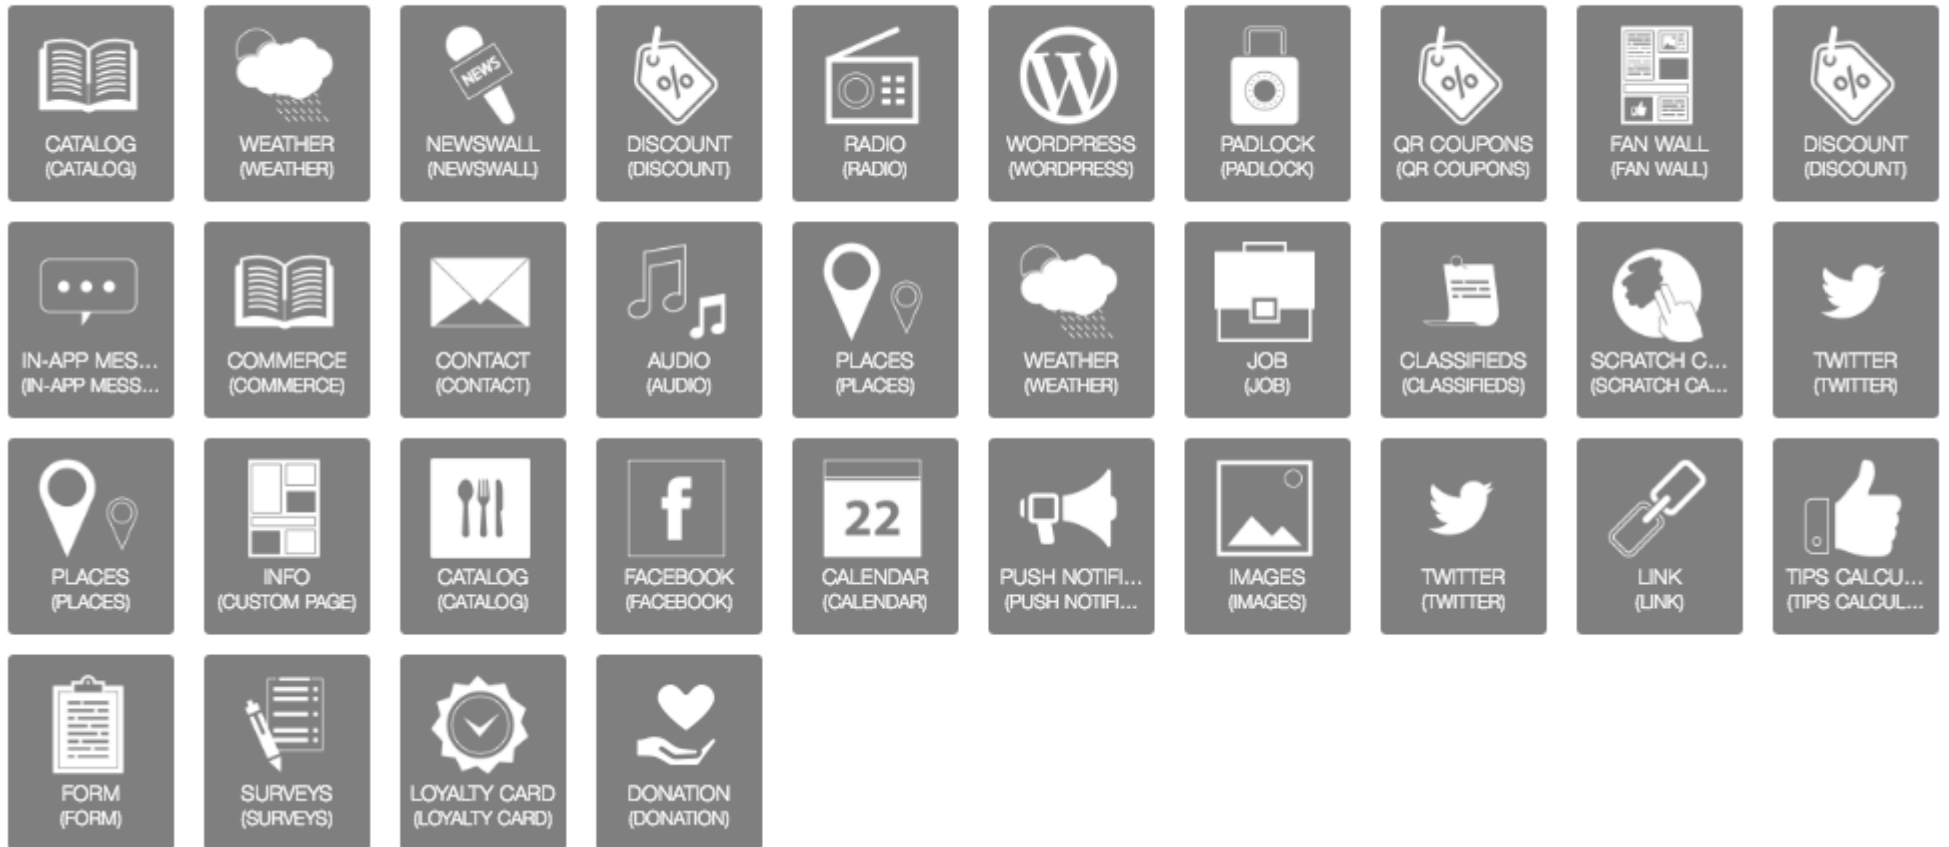 NEWS
CATALOG
(CATALOG)
WEATHER
(WEATHER)
NEWSWALL
(NEWSWALL)
%
DISCOUNT
(DISCOUNT)
RADIO
(RADIO)
W
WORDPRESS
(WORDPRESS)
PADLOCK
(PADLOCK)
%
QR COUPONS
(QR COUPONS)
FAN WALL
(FAN WALL)
%
DISCOUNT
(DISCOUNT)
IN-APP MES...
(IN-APP MESS...
COMMERCE
(COMMERCE)
CONTACT
(CONTACT)
AUDIO
(AUDIO)
PLACES
(PLACES)
WEATHER
(WEATHER)
JOB
(JOB)
CLASSIFIEDS
(CLASSIFIEDS)
SCRATCH C...
(SCRATCH CA...
TWITTER
(TWITTER)
PLACES
(PLACES)
INFO
(CUSTOM PAGE)
CATALOG
(CATALOG)
f
FACEBOOK
(FACEBOOK)
22
CALENDAR
(CALENDAR)
PUSH NOTIFI...
(PUSH NOTIFI...
IMAGES
(IMAGES)
TWITTER
(TWITTER)
LINK
(LINK)
TIPS CALCU...
(TIPS CALCUL...
FORM
(FORM)
SURVEYS
(SURVEYS)
LOYALTY CARD
(LOYALTY CARD)
DONATION
(DONATION)